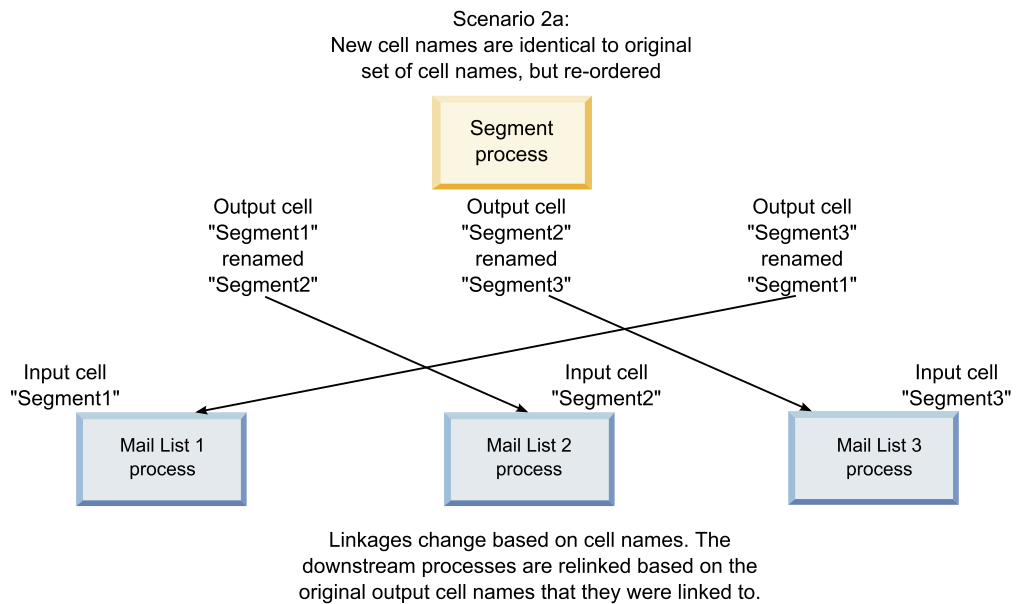 Scenario 2a:
New cell names are identical to original
set of cell names, but re-ordered
Segment
process
Output cell
"Segment1"
renamed
"Segment2"
Output cell
"Segment2"
renamed
"Segment3"
Output cell
"Segment3"
renamed
"Segment1"
Input cell
"Segment1"
Input cell
"Segment2"
Input cell
"Segment3"
Mail List 1
process
Mail List 2
process
Mail List 3
process
Linkages change based on cell names. The
downstream processes are relinked based on the
original output cell names that they were linked to.